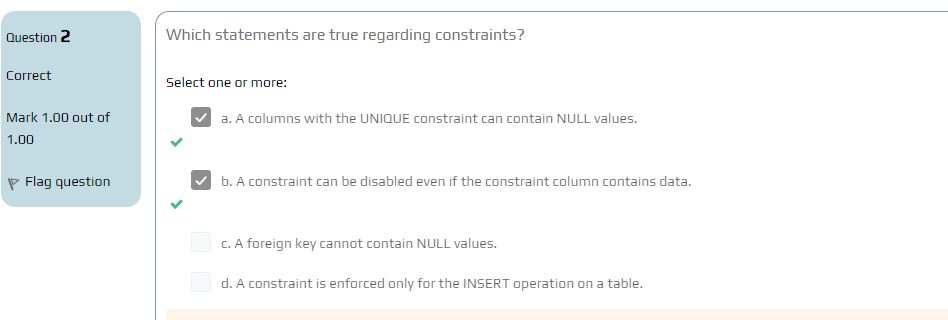 Question 2
Correct
Mark 1.00 out of
1.00
Flag question
Which statements are true regarding constraints?
Select one or more:
a. A columns with the UNIQUE constraint can contain NULL values.
b. A constraint can be disabled even if the constraint column contains data.
c. A foreign key cannot contain NULL values.
d. A constraint is enforced only for the INSERT operation on a table.